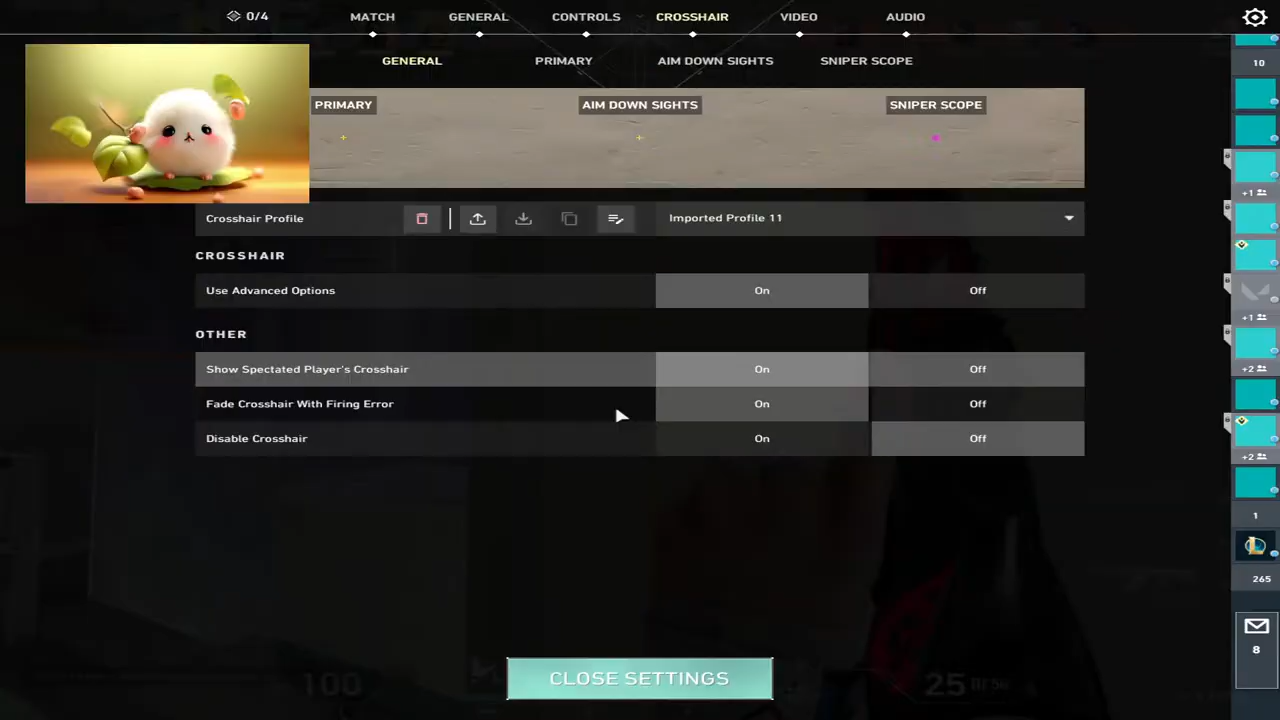 0/4
MATCH
GENERAL
CONTROLS
CROSSHAIR
VIDEO
AUDIO
GENERAL
PRIMARY
AIM DOWN SIGHTS
SNIPER SCOPE
PRIMARY
AIM DOWN SIGHTS
SNIPER SCOPE
Crosshair Profile
Imported Profile 11
CROSSHAIR
Use Advanced Options
On
Off
OTHER
Show Spectated Player's Crosshair
On
Off
Fade Crosshair With Firing Error
On
Off
Disable Crosshair
On
Off
CLOSE SETTINGS
100
25
10
+1
+1
+2
+2
1
265
8